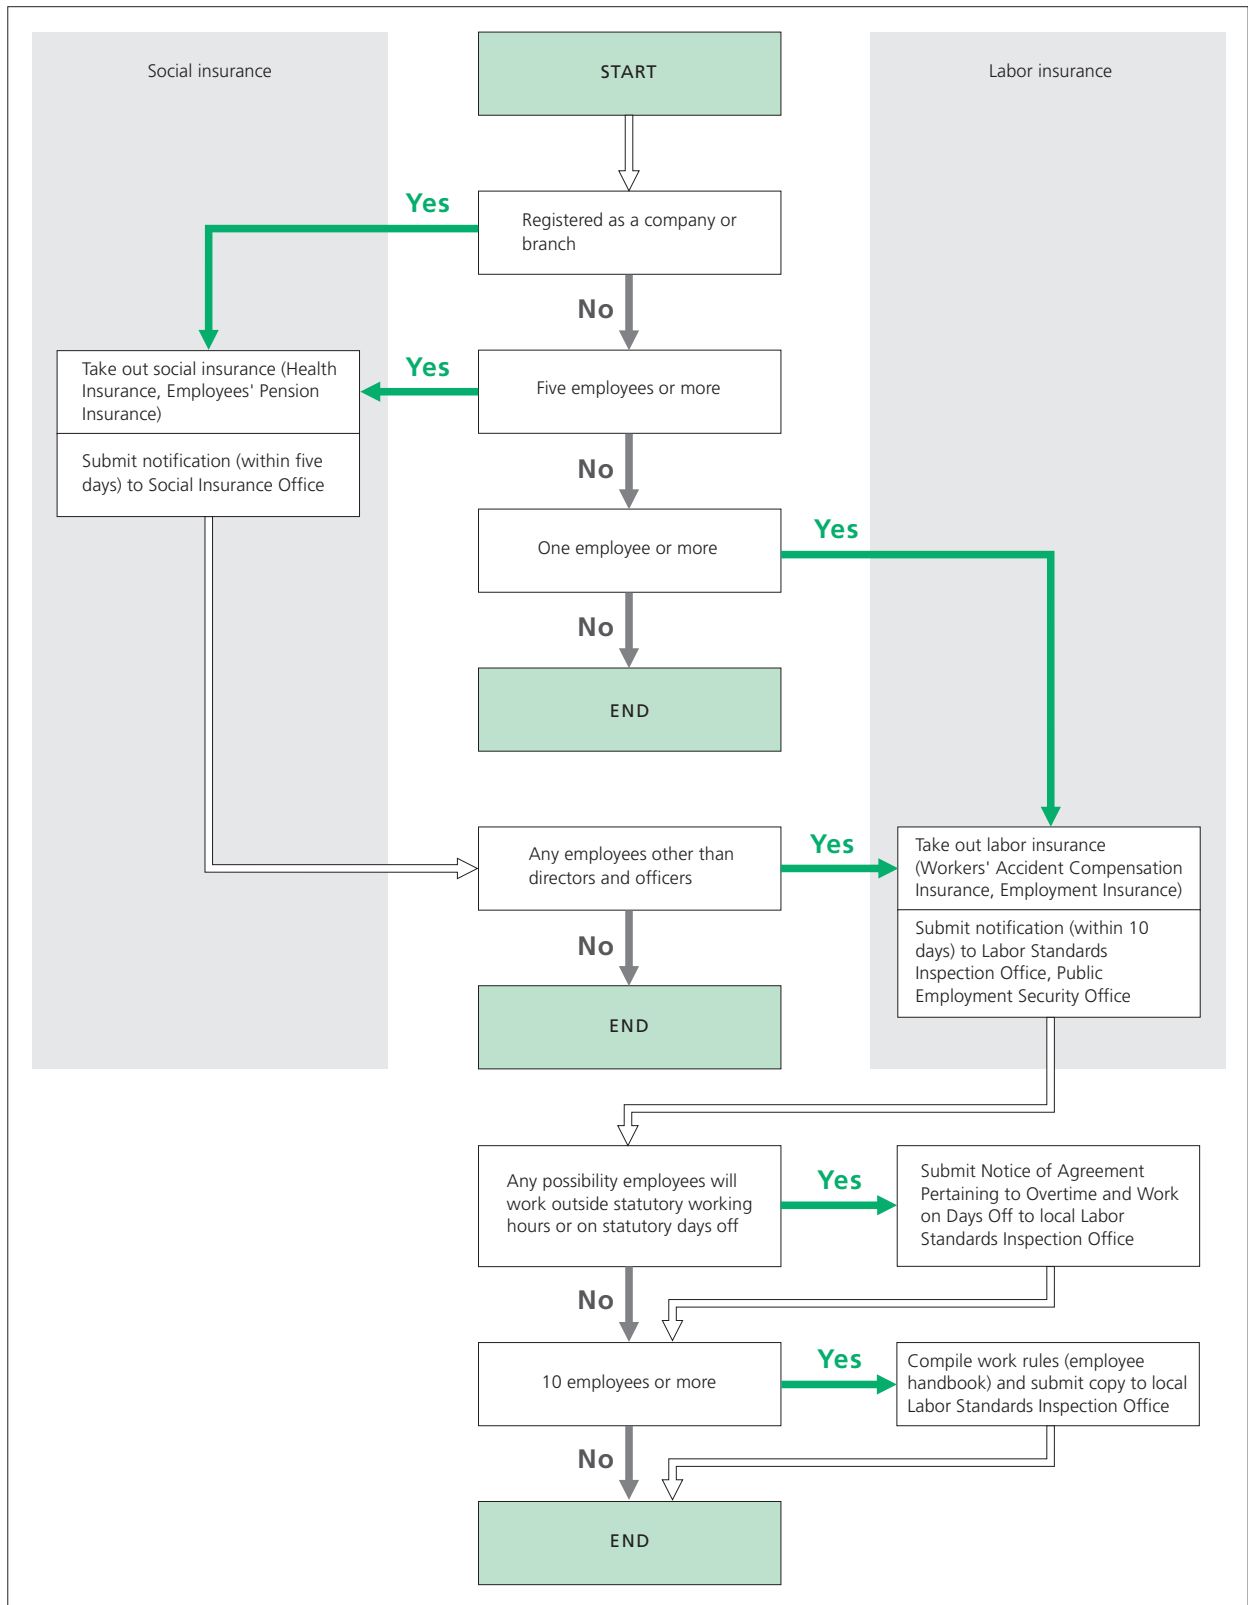 Social insurance
START
Labor insurance
Yes
Registered as a company or
branch
No
Take out social insurance (Health
Insurance, Employees' Pension
Insurance)
Submit notification (within five
days) to Social Insurance Office
Yes
Five employees or more
No
One employee or more
Yes
No
END
Any employees other than
directors and officers
Yes
Take out labor insurance
(Workers' Accident Compensation
Insurance, Employment Insurance)
Submit notification (within 10
days) to Labor Standards
Inspection Office, Public
Employment Security Office
No
END
Any possibility employees will
work outside statutory working
hours or on statutory days off
Yes
Submit Notice of Agreement
Pertaining to Overtime and Work
on Days Off to local Labor
Standards Inspection Office
No
10 employees or more
Yes
Compile work rules (employee
handbook) and submit copy to local
Labor Standards Inspection Office
No
END